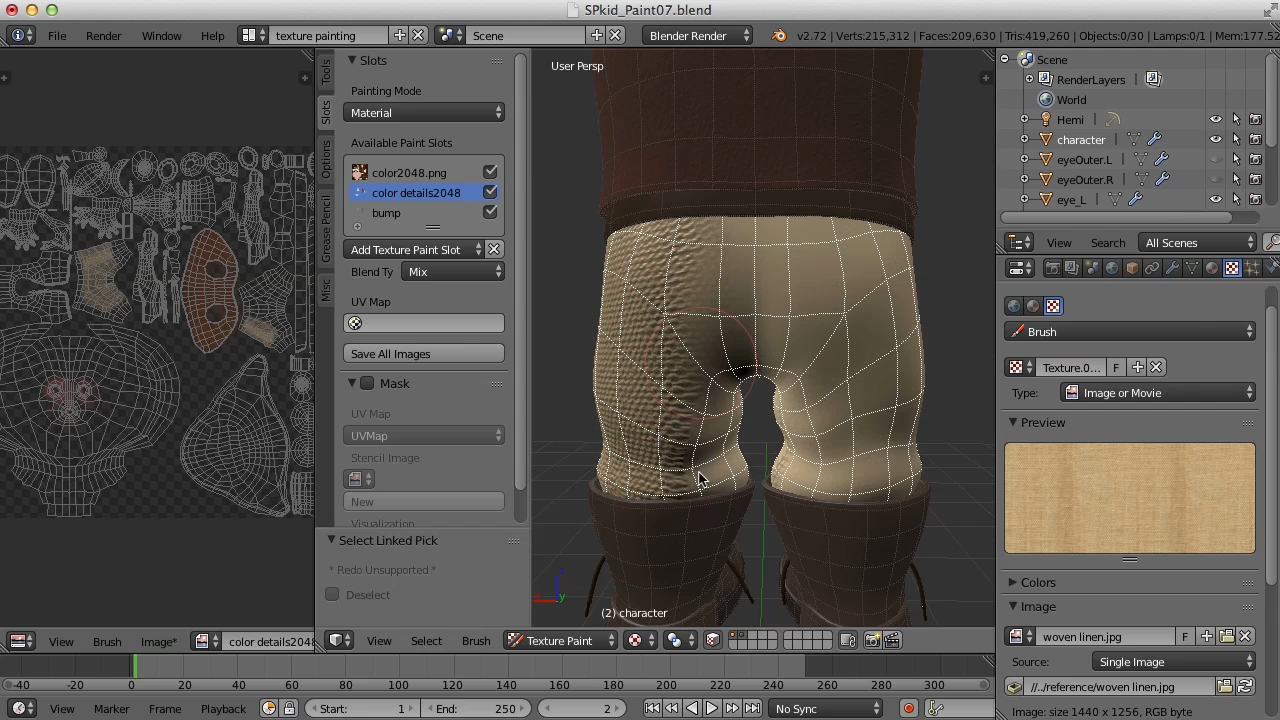 SPkid_Paint07.blend
File Render Window Help texture painting Scene Blender Render v2.72 | Verts:215,312 | Faces:209,630 | Tris:419,260 | Objects:0/30 | Lamps:0/1 | Mem:177.52
Tools
Slots
Options
Grease Pencil
Misc
Slots
Painting Mode
Material
Available Paint Slots
color2048.png
color details2048
bump
Add Texture Paint Slot
Blend Ty Mix
UV Map
Save All Images
Mask
UV Map
UVMap
Stencil Image
New
Visualization
Select Linked Pick
* Redo Unsupported *
Deselect
User Persp
z
x
y
(2) character
Scene
RenderLayers
World
Hemi
character
eyeOuter.L
eyeOuter.R
eye_L
View Search All Scenes
Brush
Texture.0... F
Type: Image or Movie
Preview
Colors
Image
woven linen.jpg F
Source: Single Image
//../reference/woven linen.jpg
Image: size 1440 x 1256, RGB byte
View Brush Image* color details2048
View Select Brush Texture Paint
-40 -20 0 20 40 60 80 100 120 140 160 180 200 220 240 260 280 300
View Marker Frame Playback Start: 1 End: 250 2 No Sync